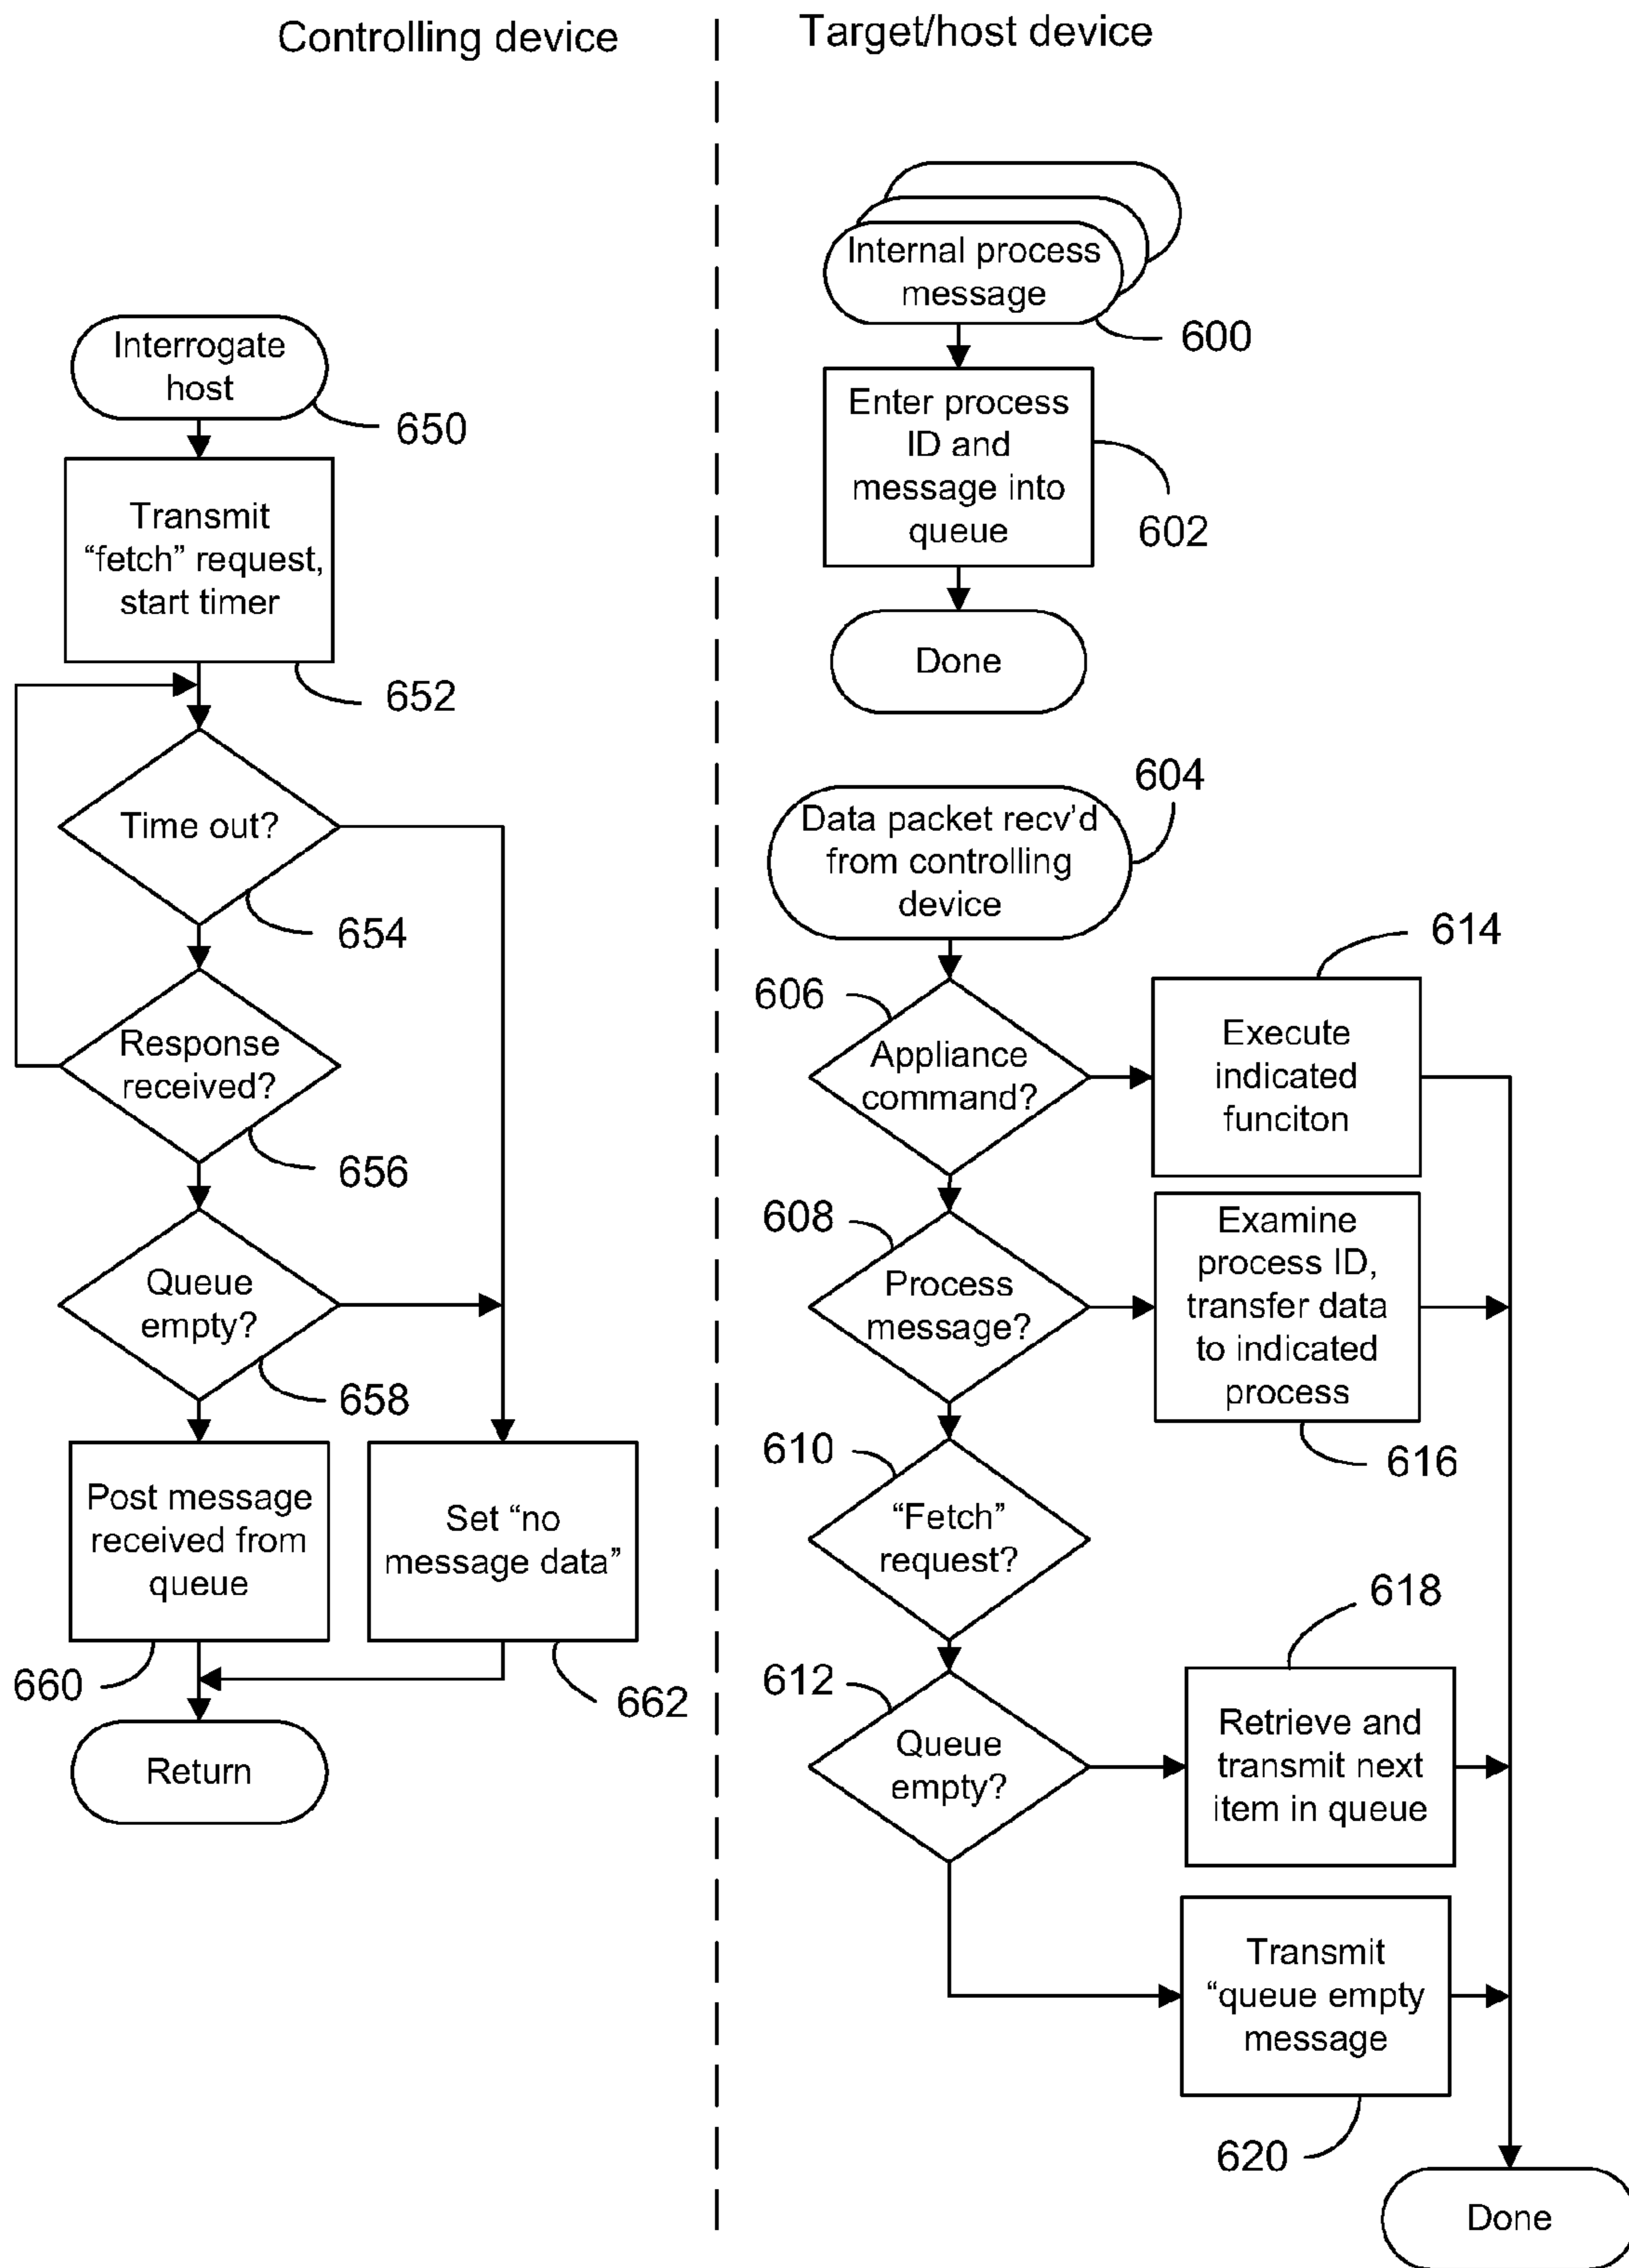 Controlling device
Interrogate
host
650
Transmit
“fetch” request,
start timer
652
Time out?
654
Response
received?
656
Queue
empty?
658
Post message
received from
queue
660
Set “no
message data”
662
Return
Target/host device
Internal process
message
600
Enter process
ID and
message into
queue
602
Done
604
Data packet recv’d
from controlling
device
606
Appliance
command?
614
Execute
indicated
funciton
608
Process
message?
Examine
process ID,
transfer data
to indicated
process
616
610
“Fetch”
request?
612
Queue
empty?
618
Retrieve and
transmit next
item in queue
Transmit
“queue empty
message
620
Done